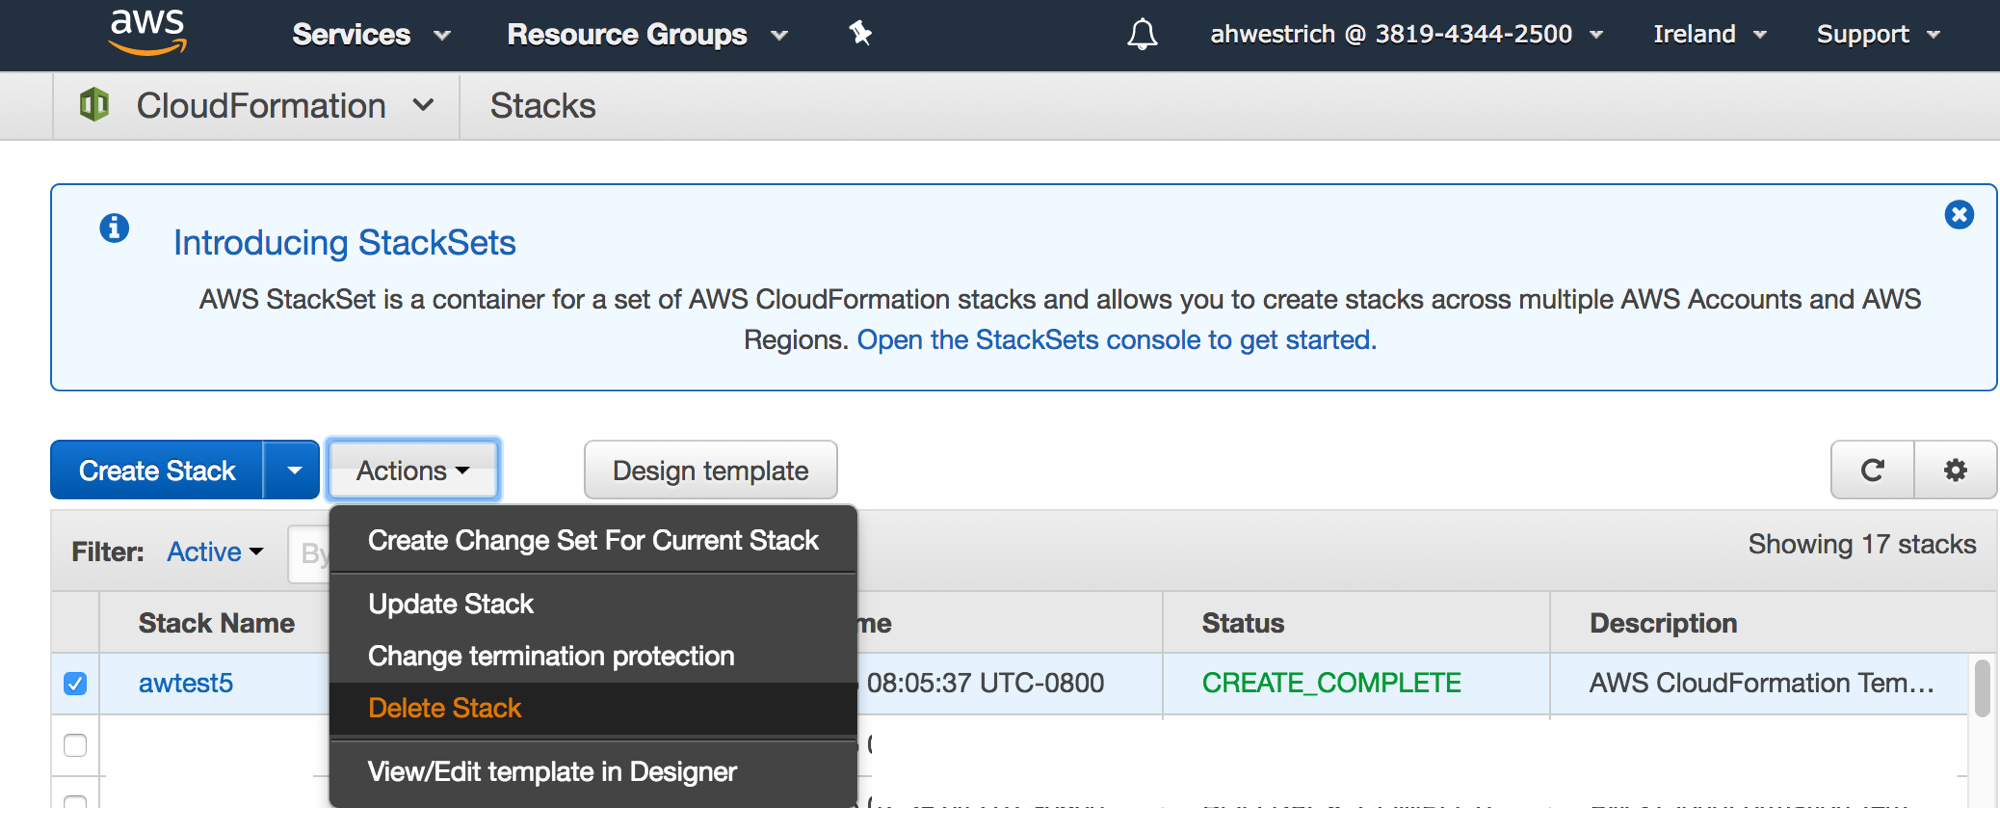 aws Services Resource Groups ahwestrich @ 3819-4344-2500 Ireland Support
CloudFormation Stacks
Introducing StackSets
AWS StackSet is a container for a set of AWS CloudFormation stacks and allows you to create stacks across multiple AWS Accounts and AWS
Regions. Open the StackSets console to get started.
Create Stack Actions Design template
Create Change Set For Current Stack
Filter: Active By Showing 17 stacks
Update Stack
Stack Name me Status Description
Change termination protection
awtest5 08:05:37 UTC-0800 CREATE_COMPLETE AWS CloudFormation Tem...
Delete Stack
View/Edit template in Designer